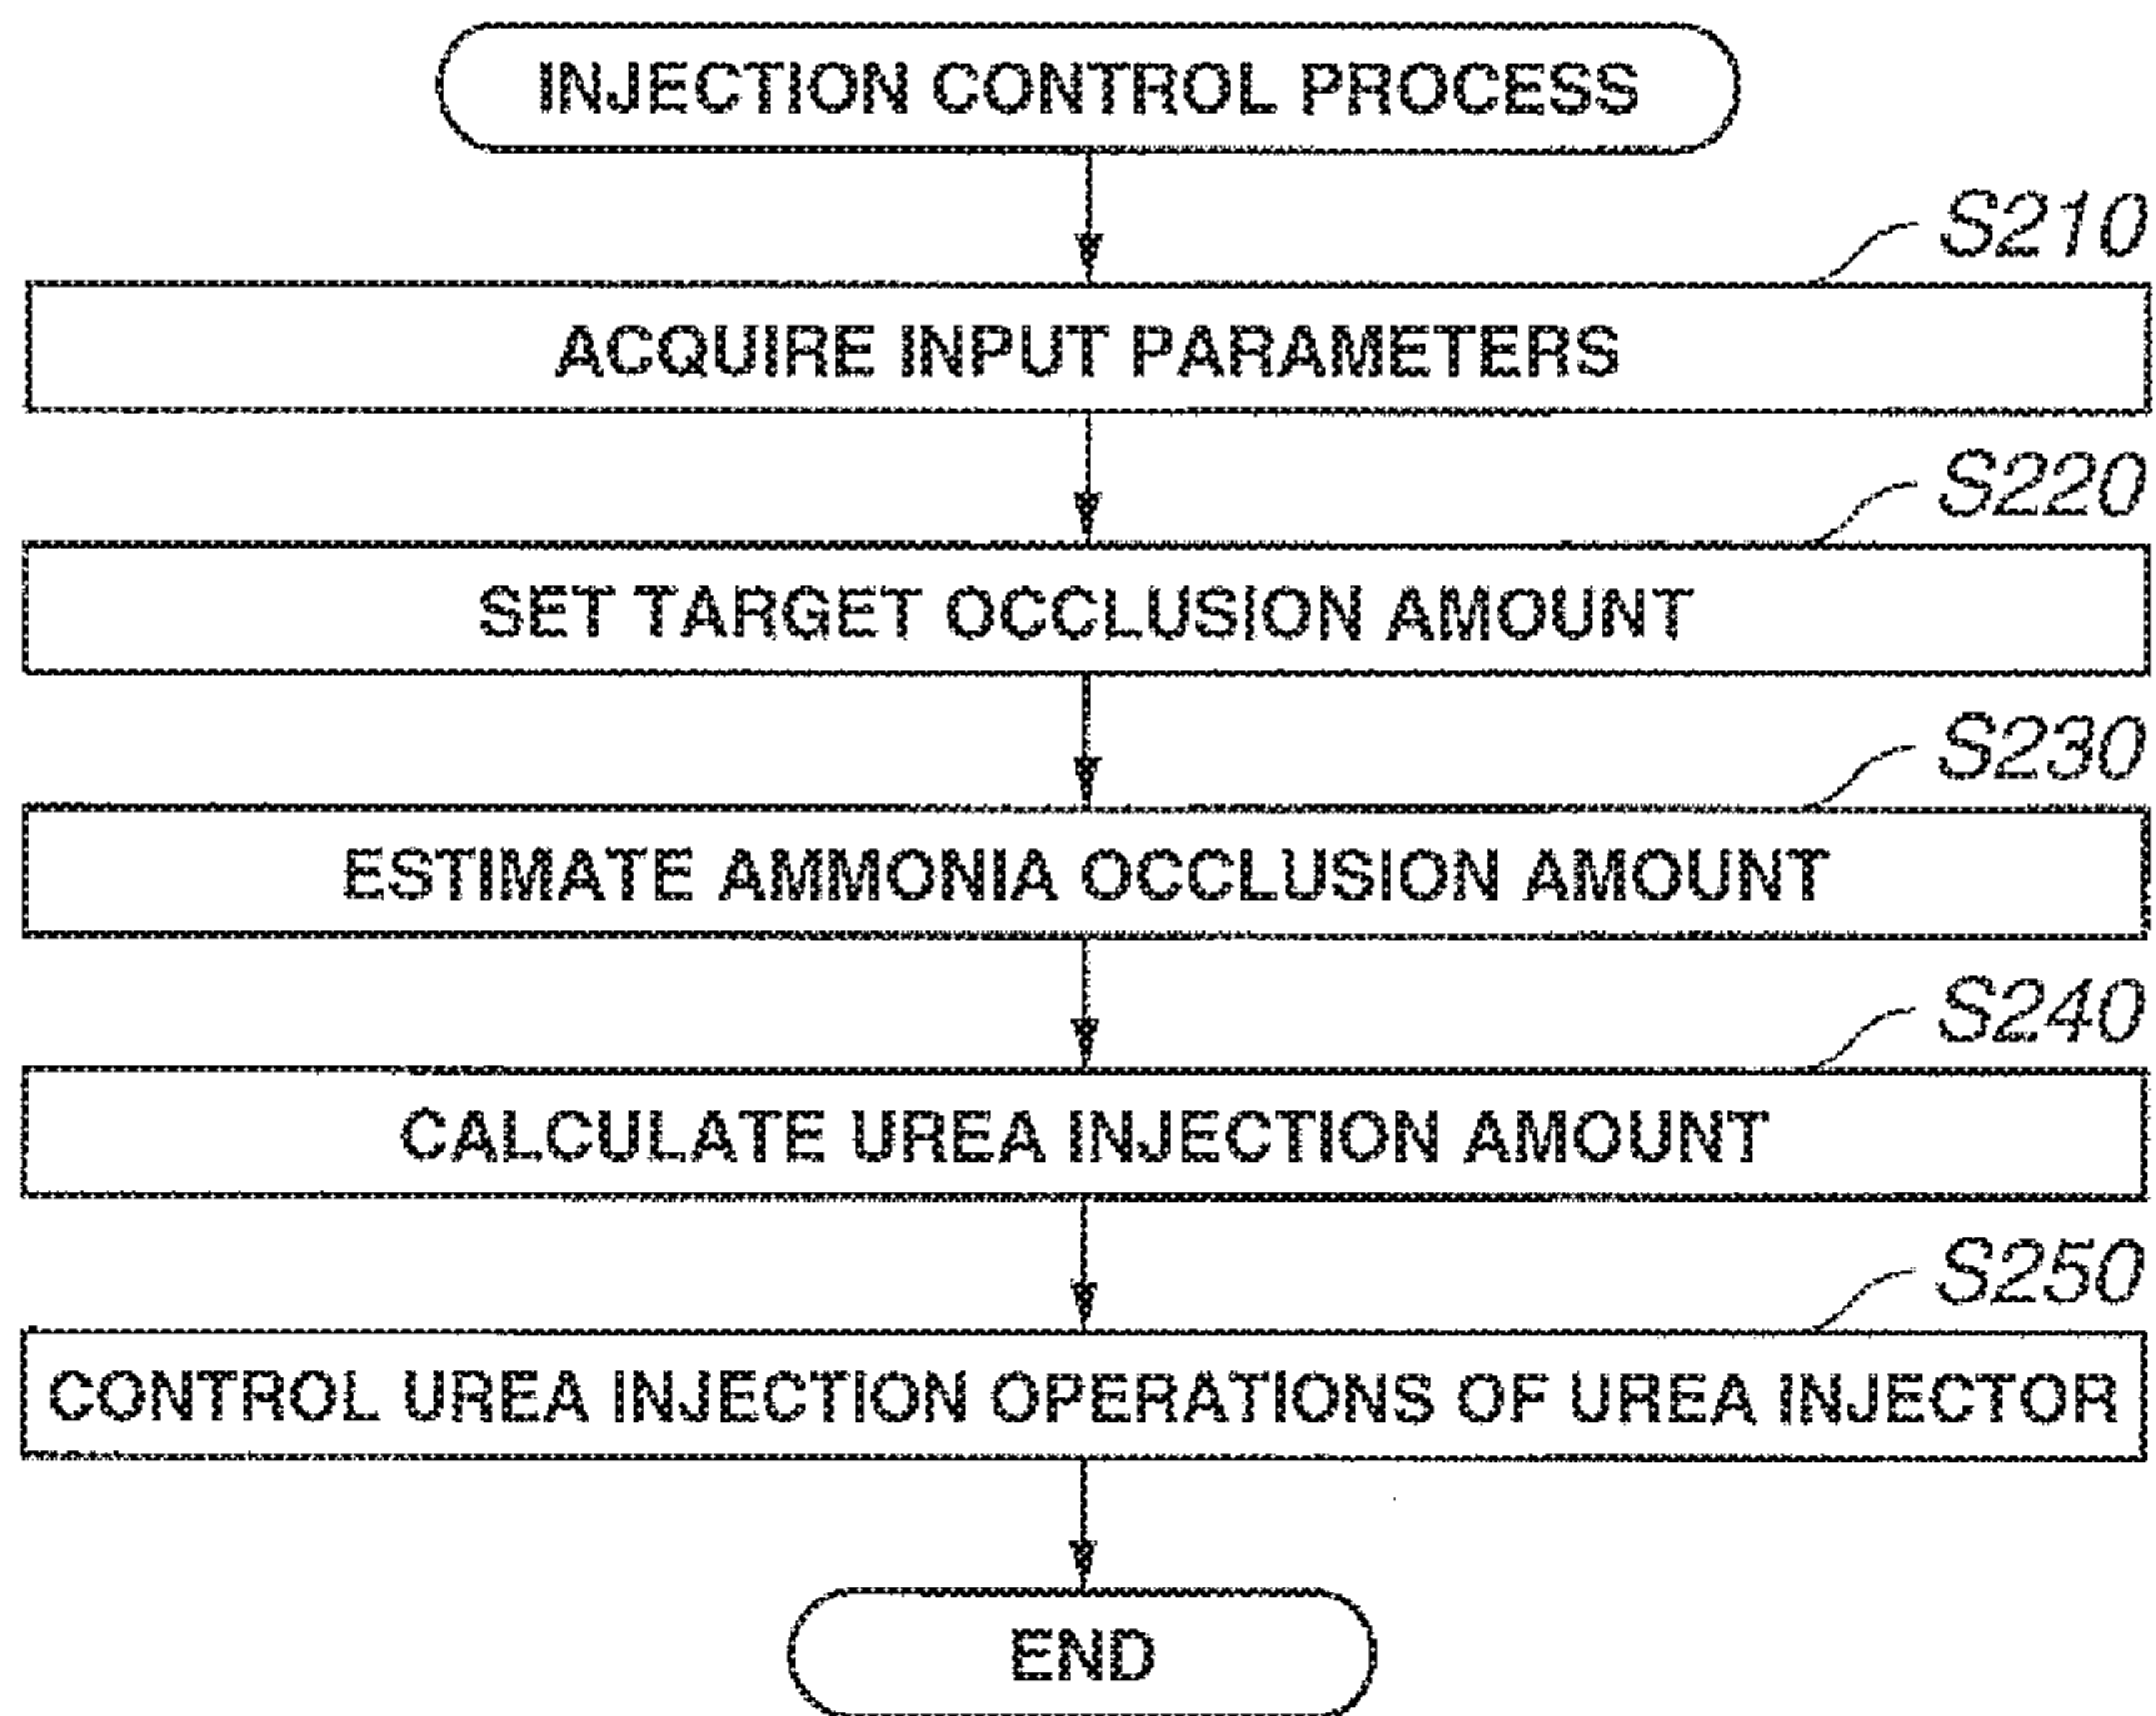 INJECTION CONTROL PROCESS
S210
ACQUIRE INPUT PARAMETERS
S220
SET TARGET OCCLUSION AMOUNT
S230
ESTIMATE AMMONIA OCCLUSION AMOUNT
S240
CALCULATE UREA INJECTION AMOUNT
S250
CONTROL UREA INJECTION OPERATIONS OF UREA INJECTOR
END